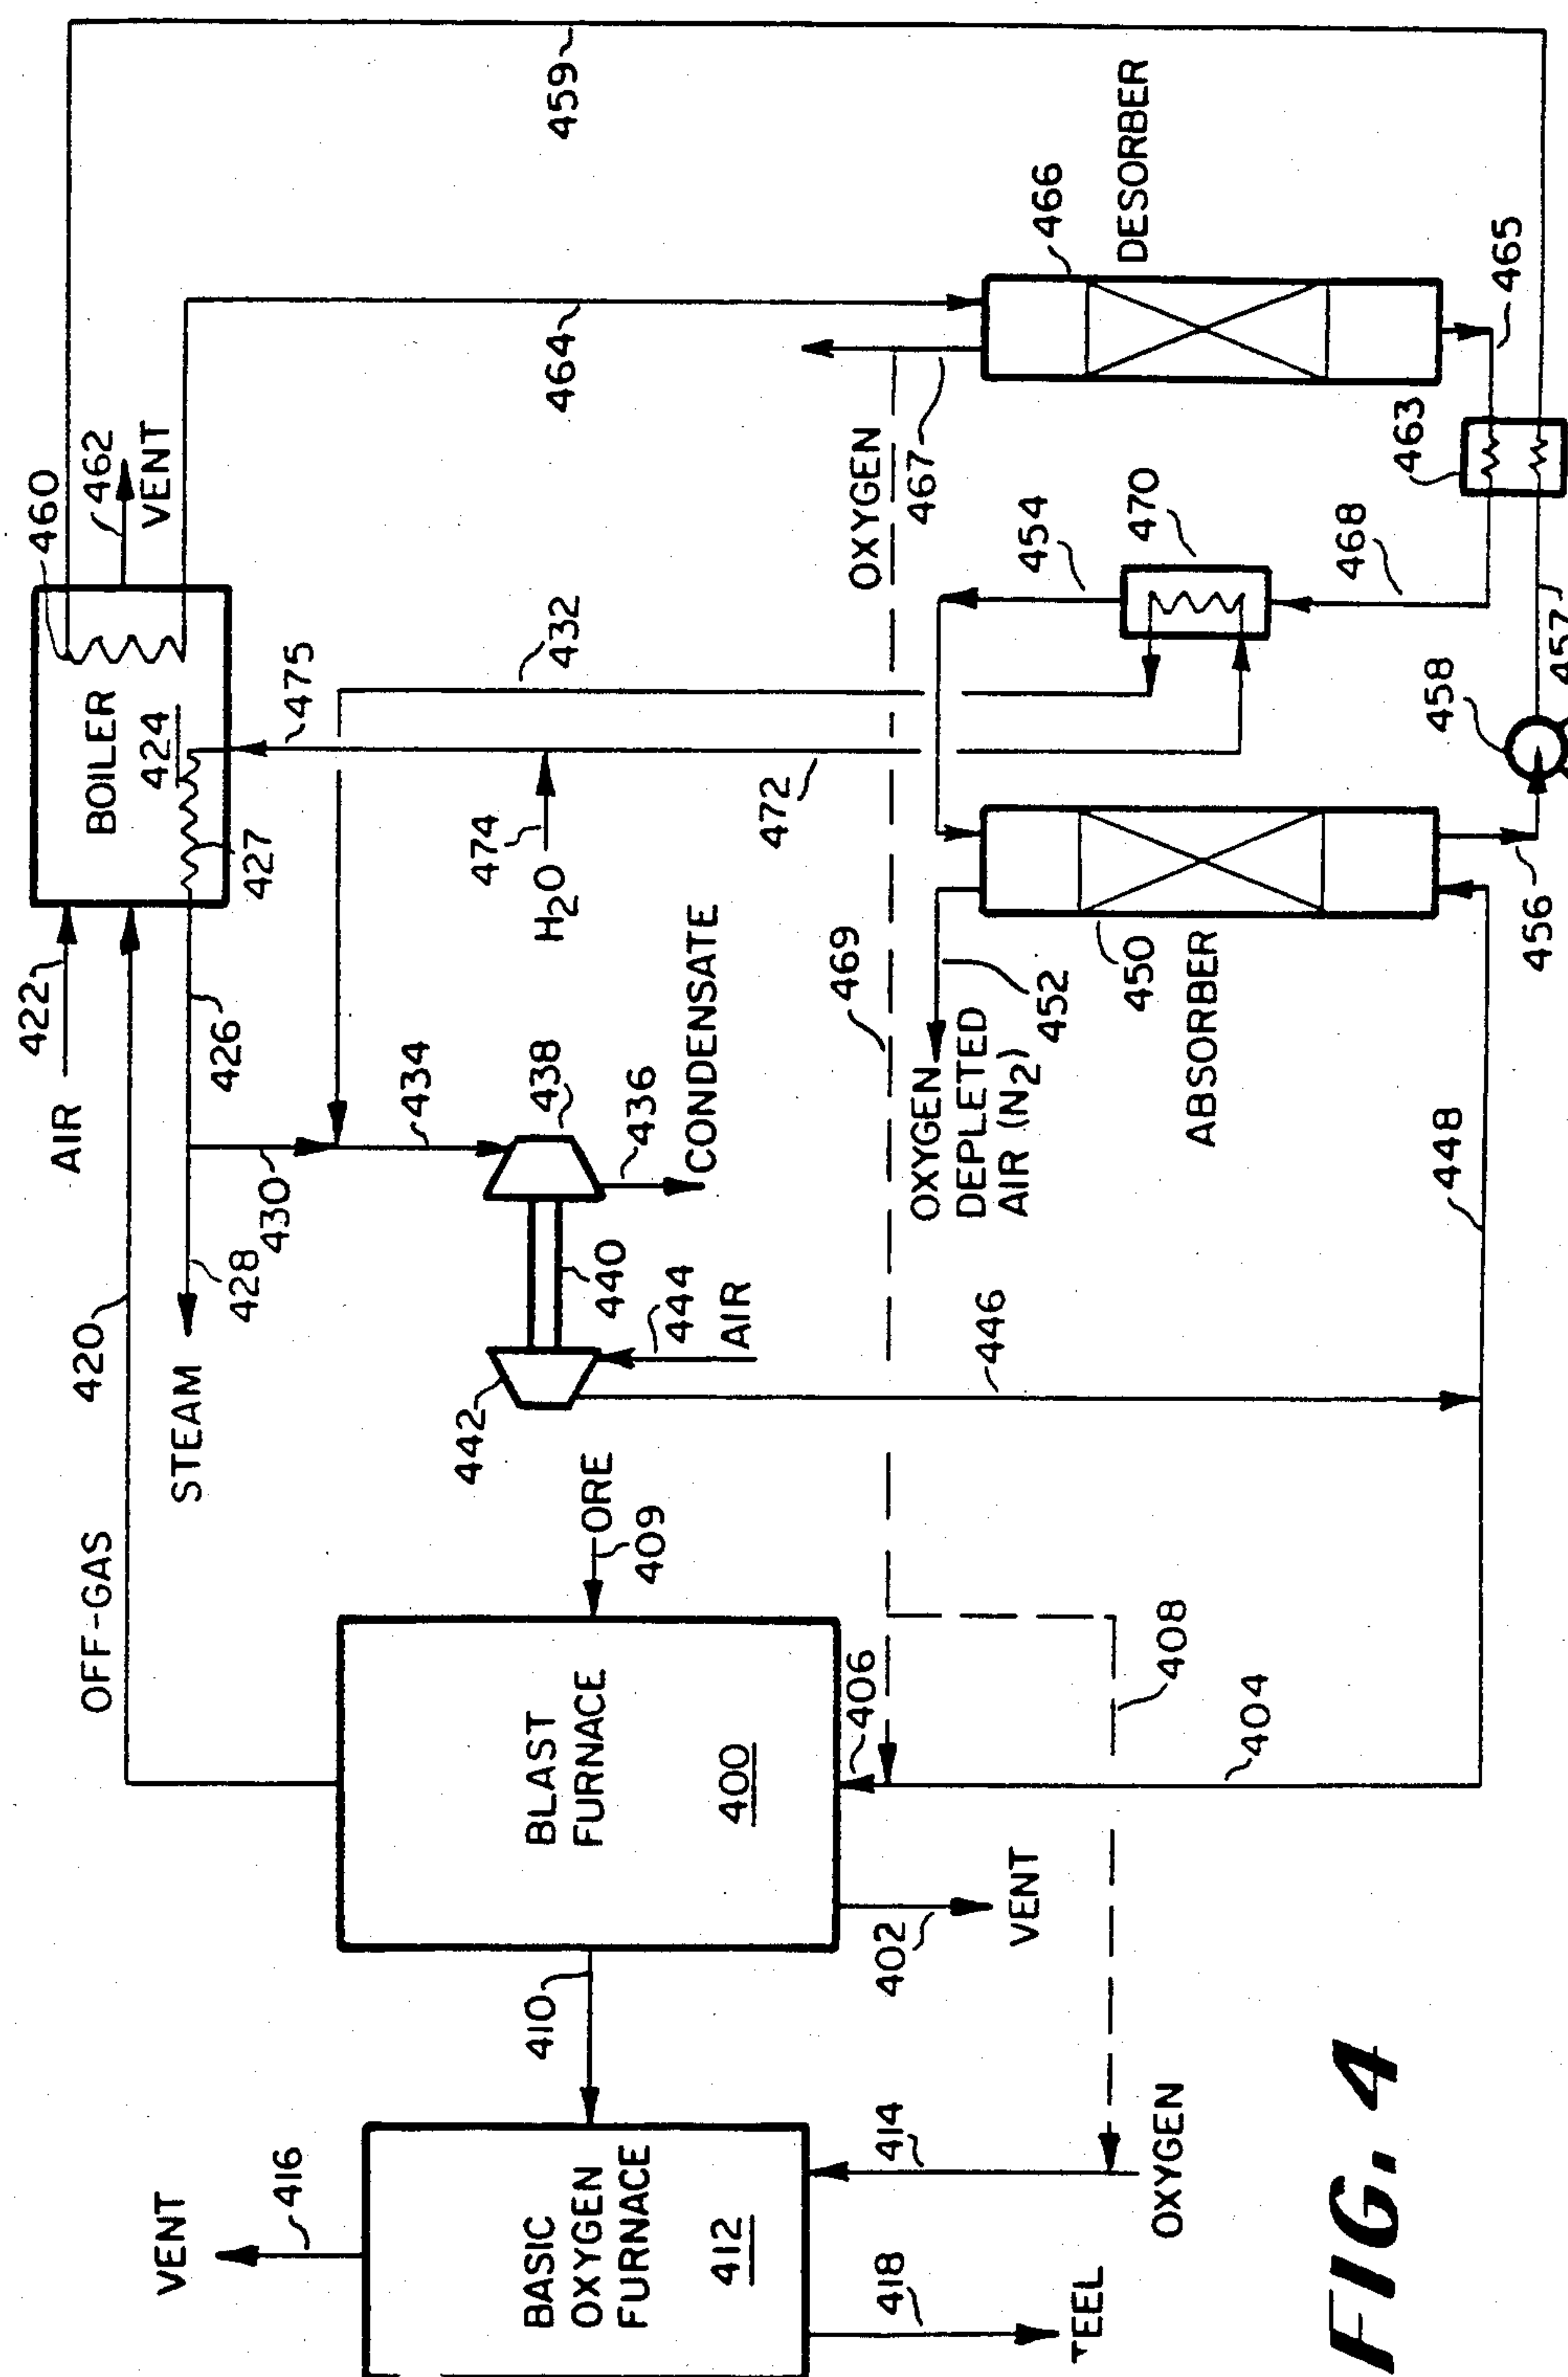 VENT
416
BASIC
OXYGEN
FURNACE
412
418
TEEL
414
OXYGEN
410
OFF-GAS
420
BLAST
FURNACE
400
402
VENT
406
408
404
ORE
409
STEAM
428
430
442
440
444
AIR
446
434
438
436
CONDENSATE
AIR
422
426
427
BOILER
424
460
462
VENT
475
474
H2O
472
432
469
OXYGEN
DEPLETED
AIR (N2)
452
450
ABSORBER
448
456
458
457
454
470
468
463
465
OXYGEN
467
464
466
DESORBER
459
FIG. 4